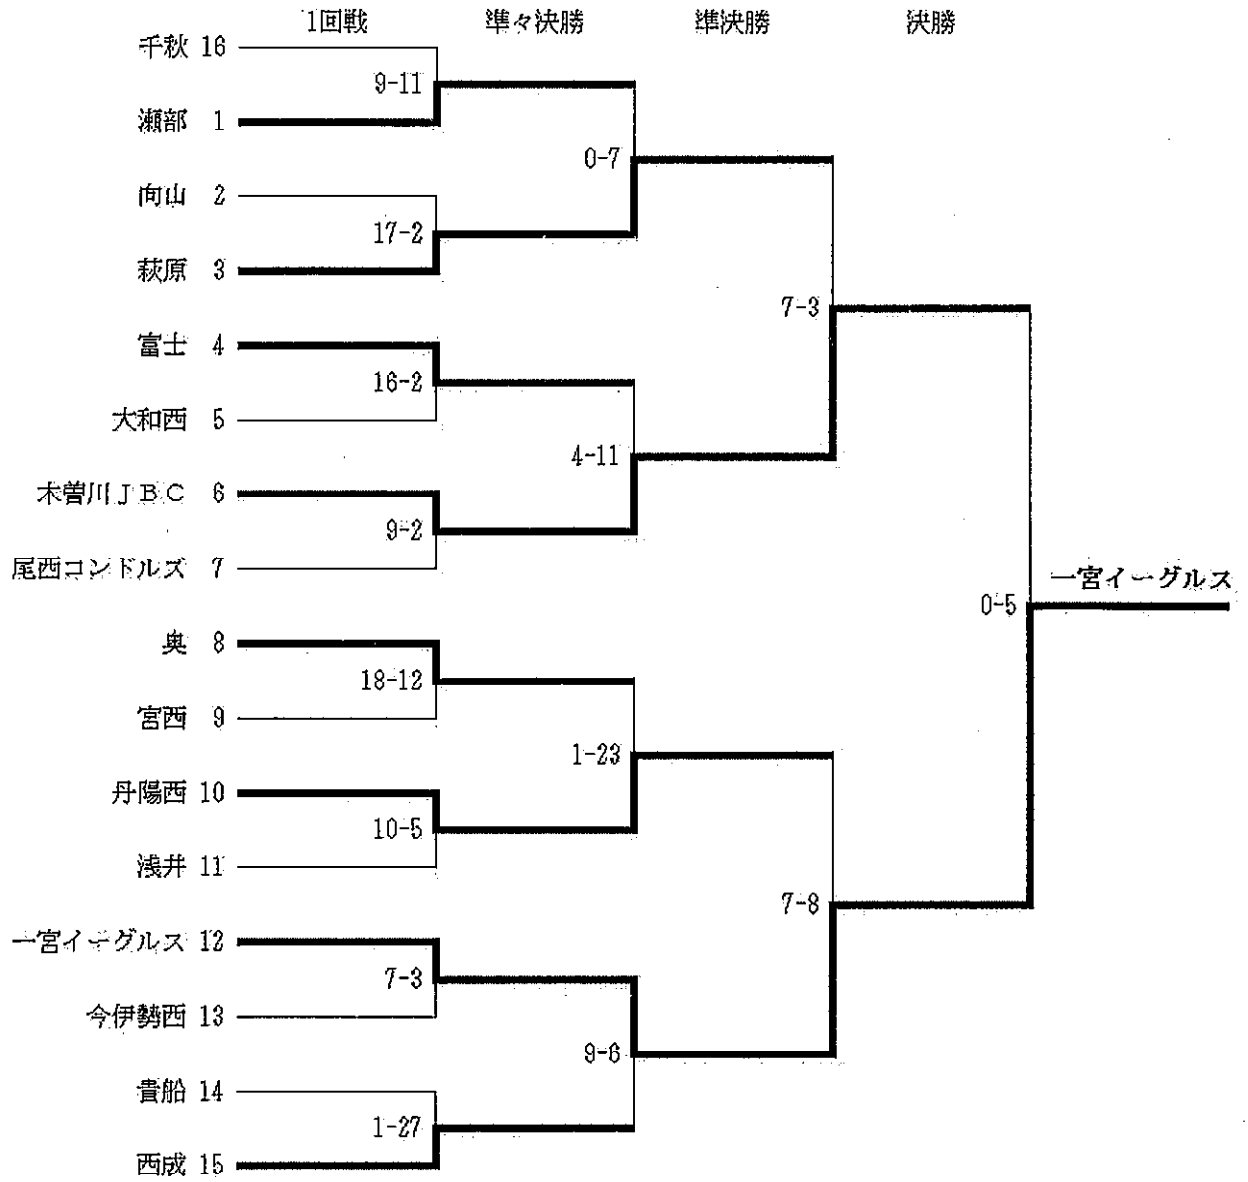 1回戦 準々決勝 準決勝 決勝
千秋 16
9-11
瀬部 1
0-7
向山 2
17-2
萩原 3
7-3
富士 4
16-2
大和西 5
4-11
木曽川JBC 6
9-2
尾西コンドルズ 7
一宮イーグルス
0-5
奥 8
18-12
宮西 9
1-23
丹陽西 10
10-5
浅井 11
7-8
一宮イーグルス 12
7-3
今伊勢西 13
9-6
貴船 14
1-27
西成 15